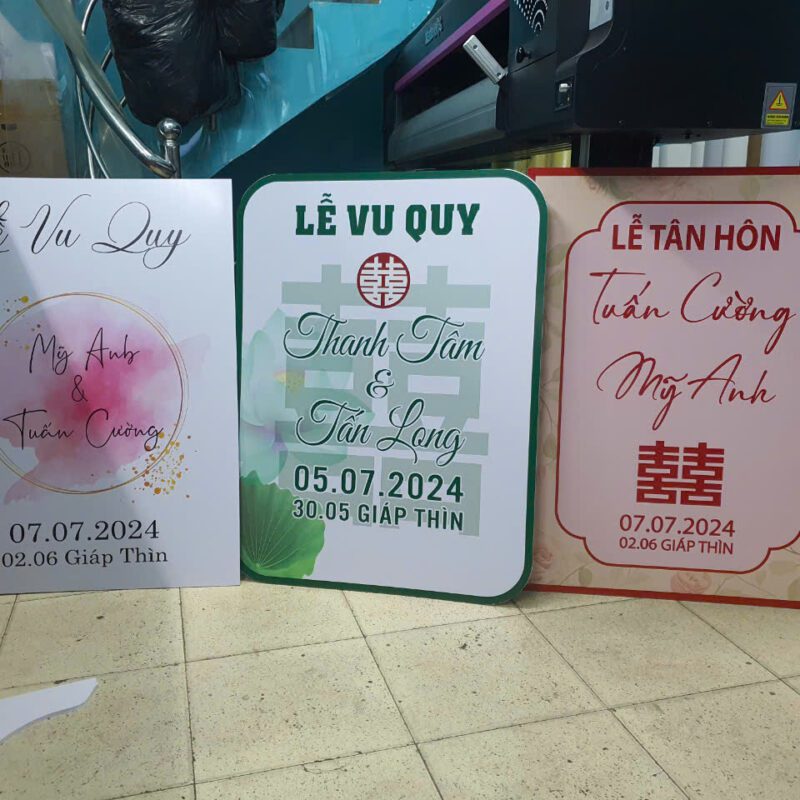 Vu Quy
Mỹ Anh
&
Tuấn Cường
07.07.2024
02.06 Giáp Thìn
LỄ VU QUY
囍
Thanh Tâm
&
Tấn Long
05.07.2024
30.05 GIÁP THÌN
LỄ TÂN HÔN
Tuấn Cường
Mỹ Anh
囍
07.07.2024
02.06 GIÁP THÌN